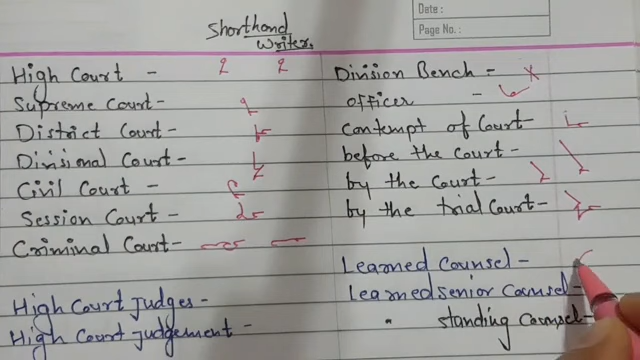 Date :
Page No. :
Shorthand
Writer.
High Court -
Supreme Court-
District Court-
Divisional Court-
Civil Court -
Session Court-
Criminal Court-
High Court Judges -
High Court judgement -
Division Bench -
officer -
contempt of Court-
before the court-
by the Court-
by the trial Court-
Learned Counsel -
Learned senior Counsel -
" standing Counsel-